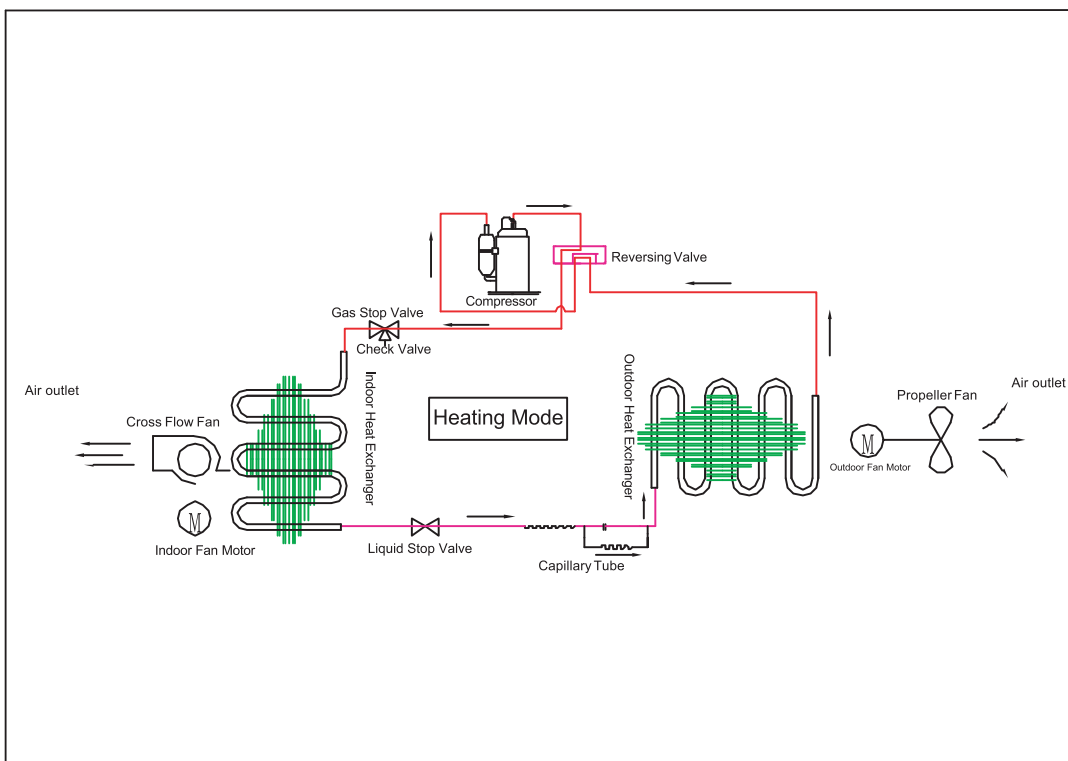 Reversing Valve
Compressor
Gas Stop Valve
Check Valve
Air outlet
Cross Flow Fan
M
Indoor Fan Motor
Indoor Heat Exchanger
Heating Mode
Outdoor Heat Exchanger
Air outlet
Propeller Fan
M
Outdoor Fan Motor
Liquid Stop Valve
Capillary Tube